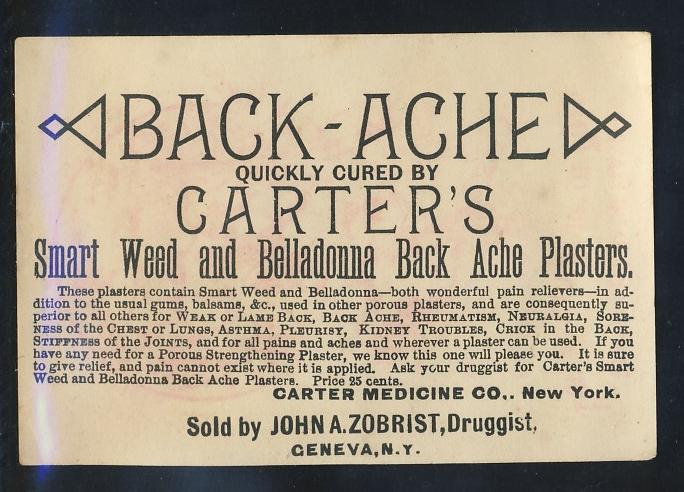 BACK-ACHE
QUICKLY CURED BY
CARTER'S
Smart Weed and Belladonna Back Ache Plasters.
These plasters contain Smart Weed and Belladonna—both wonderful pain relievers—in ad-
dition to the usual gums, balsams, &c., used in other porous plasters, and are consequently su-
perior to all others for WEAK or LAME BACK, BACK ACHE, RHEUMATISM, NEURALGIA, SORE-
NESS of the CHEST or LUNGS, ASTHMA, PLEURISY, KIDNEY TROUBLES, CRICK in the BACK,
STIFFNESS of the JOINTS, and for all pains and aches and wherever a plaster can be used. If you
have any need for a Porous Strengthening Plaster, we know this one will please you. It is sure
to give relief, and pain cannot exist where it is applied. Ask your druggist for Carter's Smart
Weed and Belladonna Back Ache Plasters. Price 25 cents.
CARTER MEDICINE CO., New York.
Sold by JOHN A. ZOBRIST, Druggist,
GENEVA, N.Y.